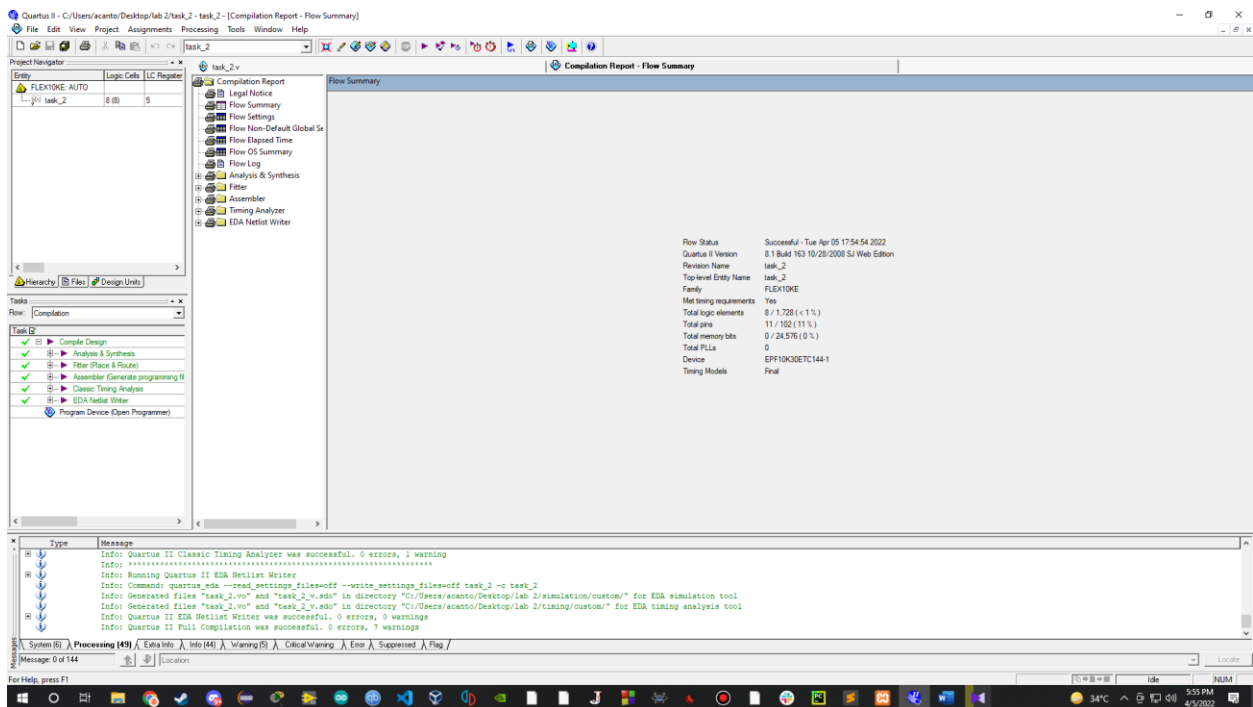 Quartus II - C:/Users/acanto/Desktop/lab 2/task_2 - task_2 - [Compilation Report - Flow Summary]
File Edit View Project Assignments Processing Tools Window Help
task_2
Project Navigator
Entity Logic Cells LC Register
FLEX10KE: AUTO
task_2 8 (8) 5
Hierarchy Files Design Units
Tasks
Flow: Compilation
Task
Compile Design
Analysis & Synthesis
Fitter (Place & Route)
Assembler (Generate programming fil
Classic Timing Analysis
EDA Netlist Writer
Program Device (Open Programmer)
task_2.v
Compilation Report - Flow Summary
Compilation Report
Legal Notice
Flow Summary
Flow Settings
Flow Non-Default Global Se
Flow Elapsed Time
Flow OS Summary
Flow Log
Analysis & Synthesis
Fitter
Assembler
Timing Analyzer
EDA Netlist Writer
Flow Summary
Flow Status Successful - Tue Apr 05 17:54:54 2022
Quartus II Version 8.1 Build 163 10/28/2008 SJ Web Edition
Revision Name task_2
Top-level Entity Name task_2
Family FLEX10KE
Met timing requirements Yes
Total logic elements 8 / 1,728 ( < 1 % )
Total pins 11 / 102 ( 11 % )
Total memory bits 0 / 24,576 ( 0 % )
Total PLLs 0
Device EPF10K30ETC144-1
Timing Models Final
Type Message
Info: Quartus II Classic Timing Analyzer was successful. 0 errors, 1 warning
Info: *******************************************************************
Info: Running Quartus II EDA Netlist Writer
Info: Command: quartus_eda --read_settings_files=off --write_settings_files=off task_2 -c task_2
Info: Generated files "task_2.vo" and "task_2_v.sdo" in directory "C:/Users/acanto/Desktop/lab 2/simulation/custom/" for EDA simulation tool
Info: Generated files "task_2.vo" and "task_2_v.sdo" in directory "C:/Users/acanto/Desktop/lab 2/timing/custom/" for EDA timing analysis tool
Info: Quartus II EDA Netlist Writer was successful. 0 errors, 0 warnings
Info: Quartus II Full Compilation was successful. 0 errors, 7 warnings
Messages
System (6) Processing (49) Extra Info Info (44) Warning (5) Critical Warning Error Suppressed Flag
Message: 0 of 144 Location: Locate
For Help, press F1 Idle NUM
34°C 5:55 PM
4/5/2022